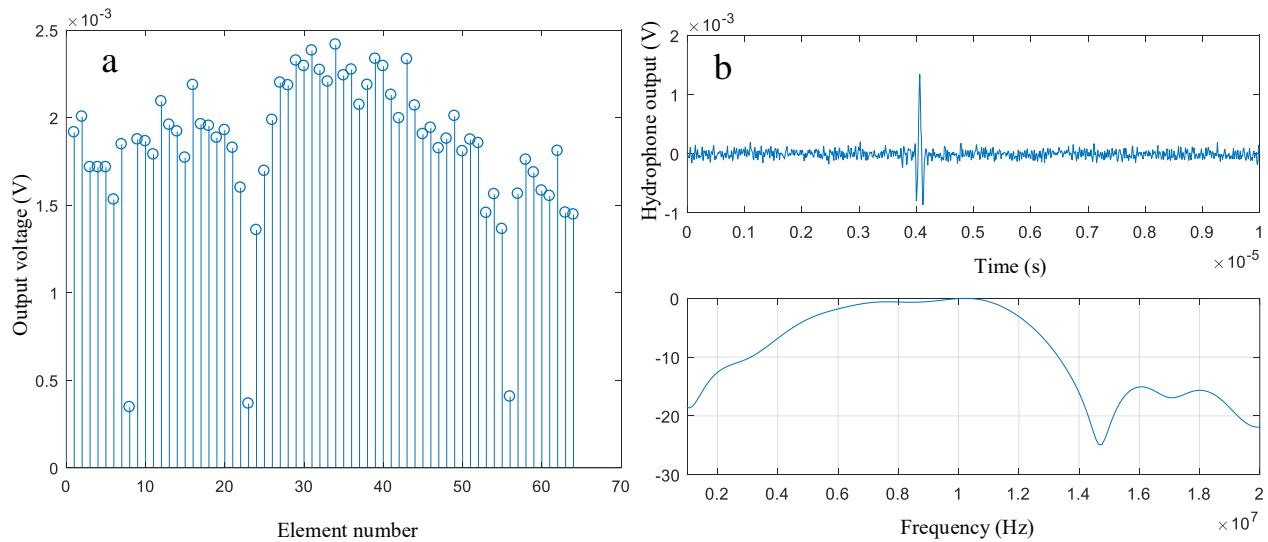 ×10⁻³
a
2.5
2
1.5
1
0.5
0
0 10 20 30 40 50 60 70
Output voltage (V)
Element number
×10⁻³
b
2
1
0
-1
0 0.1 0.2 0.3 0.4 0.5 0.6 0.7 0.8 0.9 1
Hydrophone output (V)
Time (s)
×10⁻⁵
0
-10
-20
-30
0.2 0.4 0.6 0.8 1 1.2 1.4 1.6 1.8 2
Frequency (Hz)
×10⁷